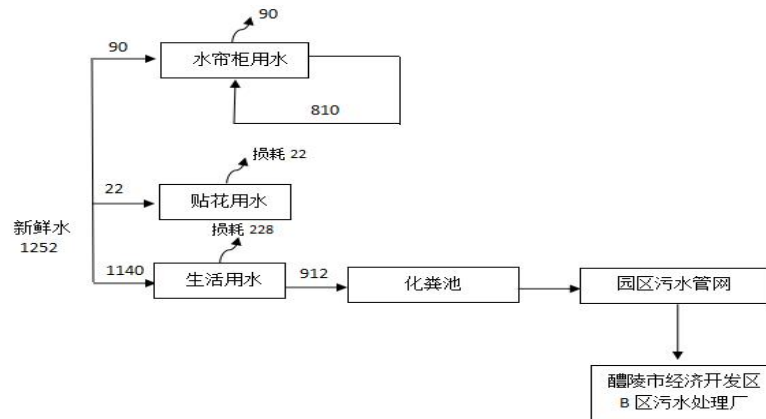 90
90
水帘柜用水
810
损耗 22
22
贴花用水
新鲜水
1252
损耗 228
1140
生活用水
912
化粪池
园区污水管网
醴陵市经济开发区
B 区污水处理厂